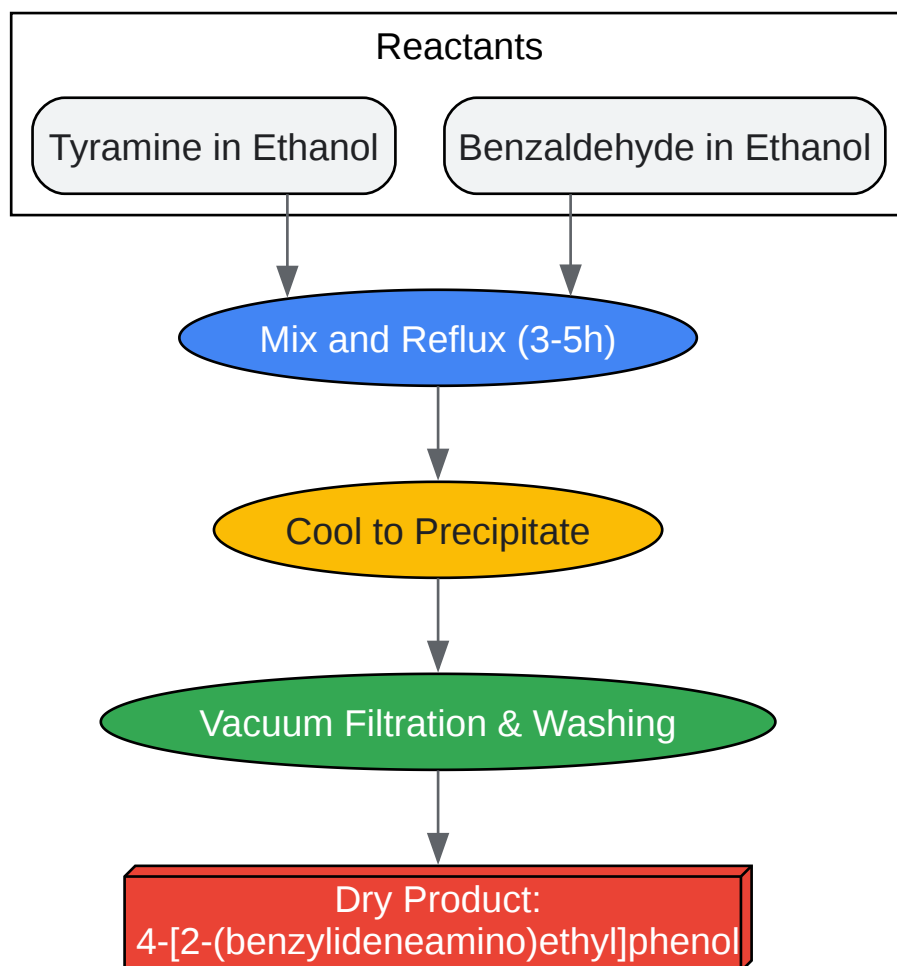 Reactants
Tyramine in Ethanol
Benzaldehyde in Ethanol
Mix and Reflux (3-5h)
Cool to Precipitate
Vacuum Filtration & Washing
Dry Product:
4-[2-(benzylideneamino)ethyl]phenol